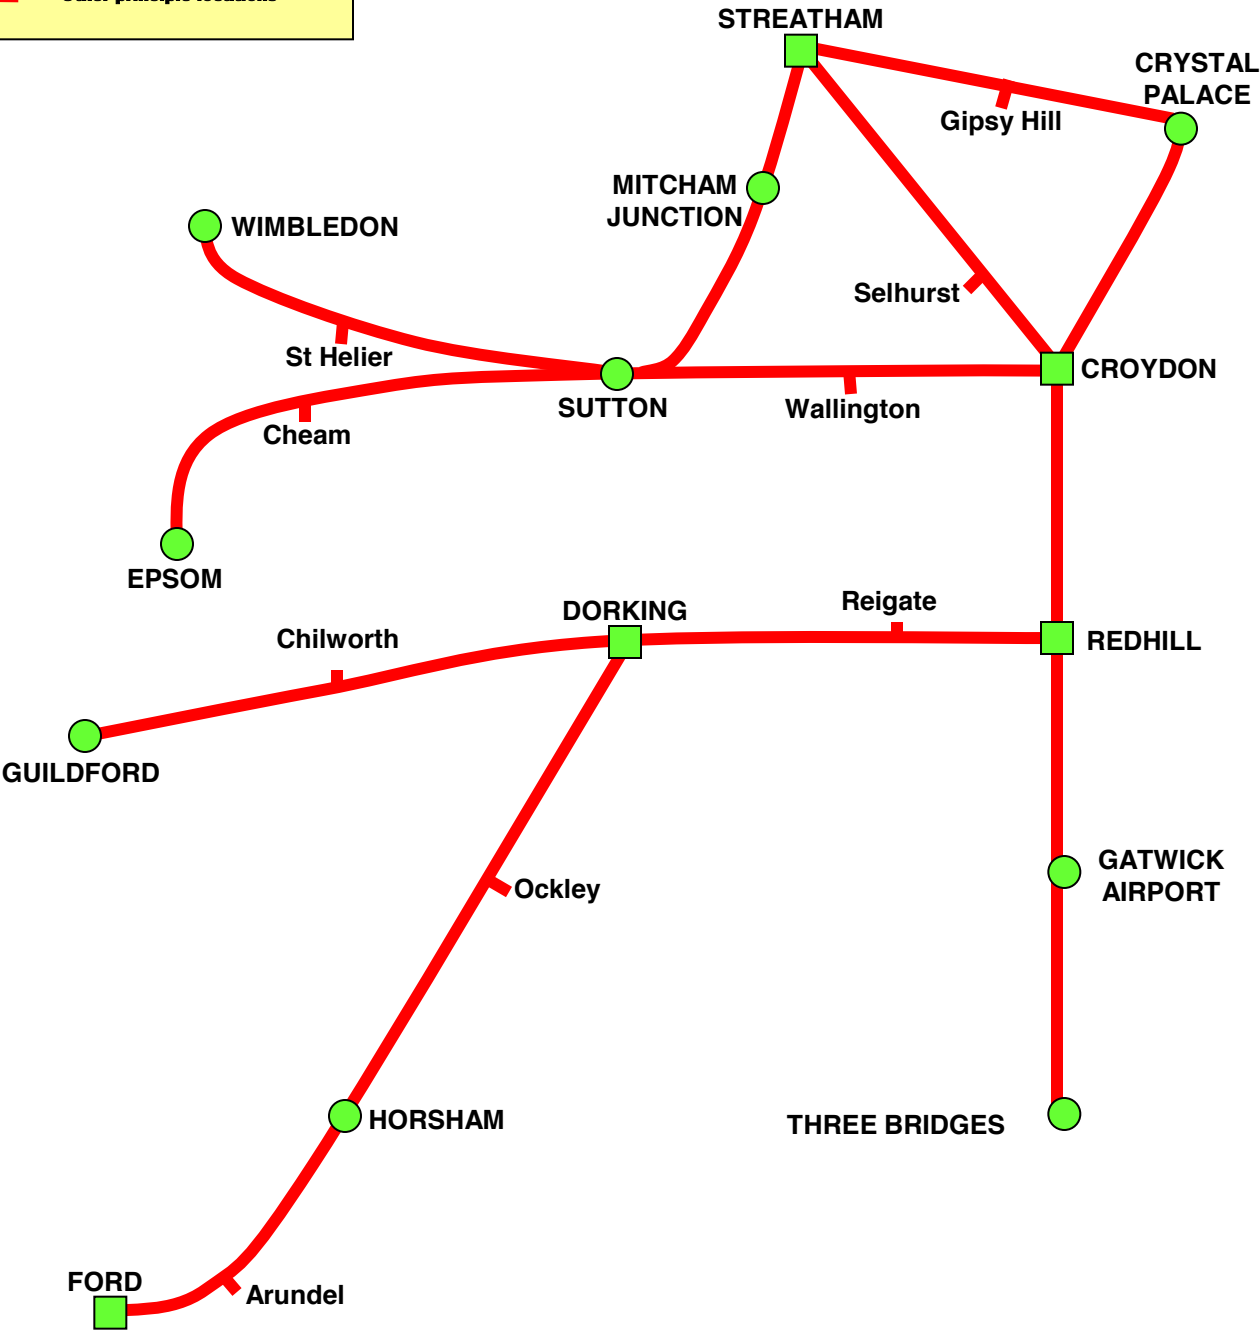 STREATHAM
CRYSTAL
PALACE
Gipsy Hill
MITCHAM
JUNCTION
WIMBLEDON
Selhurst
St Helier
CROYDON
SUTTON
Wallington
Cheam
EPSOM
DORKING
Reigate
Chilworth
REDHILL
GUILDFORD
GATWICK
AIRPORT
Ockley
HORSHAM
THREE BRIDGES
FORD
Arundel